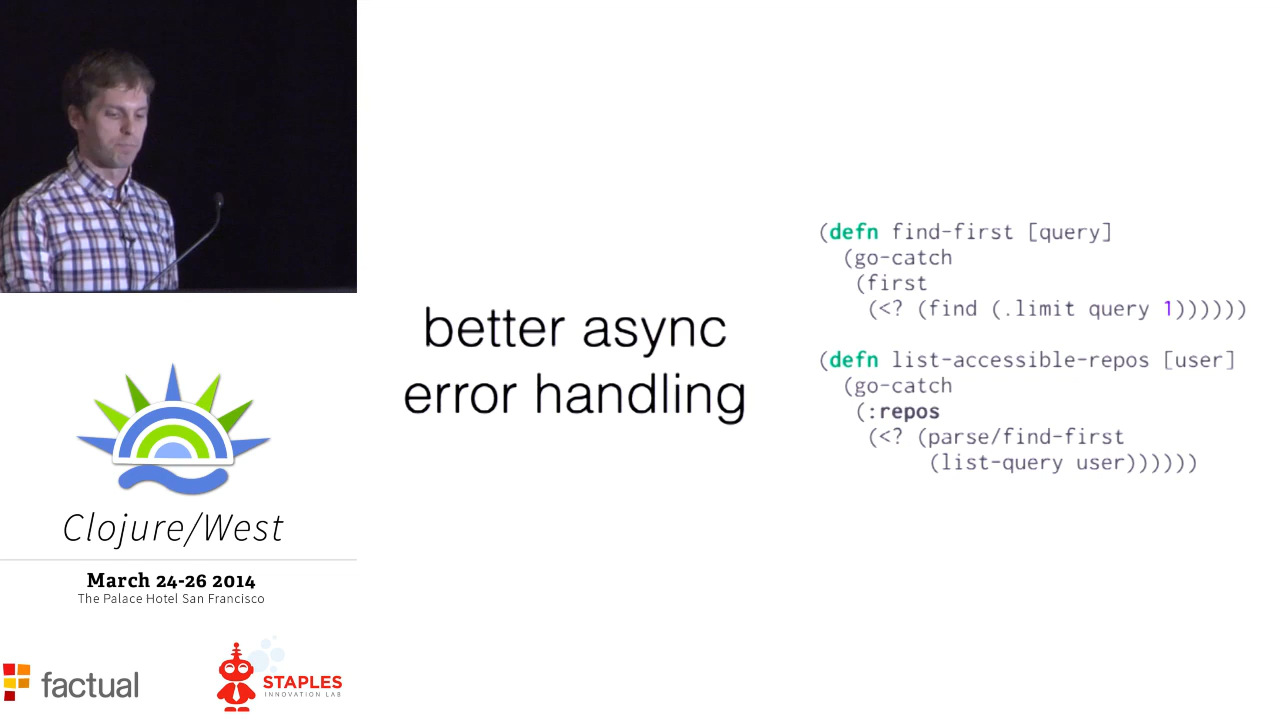 better async
error handling
(defn find-first [query]
  (go-catch
   (first
    (<? (find (.limit query 1))))))
(defn list-accessible-repos [user]
  (go-catch
   (:repos
    (<? (parse/find-first
         (list-query user))))))
Clojure/West
March 24-26 2014
The Palace Hotel San Francisco
factual
STAPLES
INNOVATION LAB